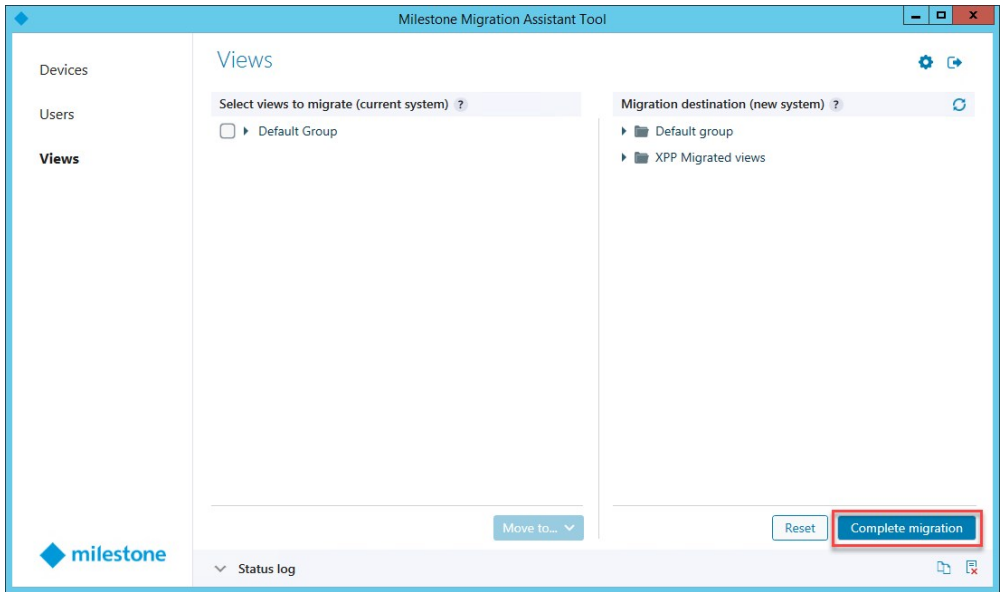 Milestone Migration Assistant Tool
Devices
Users
Views
Views
Select views to migrate (current system) ?
Default Group
Move to...
Migration destination (new system) ?
Default group
XPP Migrated views
Reset
Complete migration
milestone
Status log